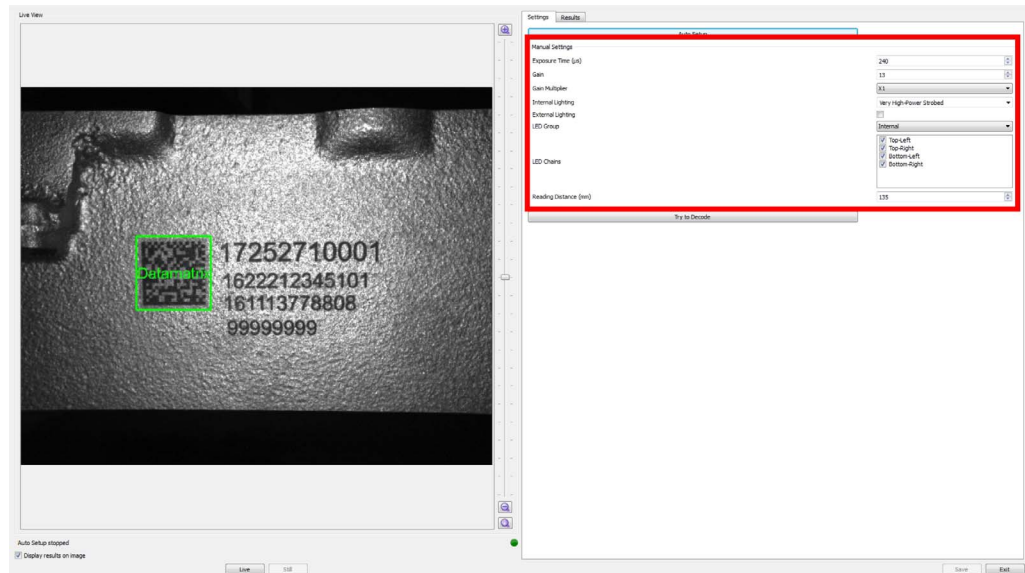 Live View
Settings
Results
Auto Setup
Manual Settings
Exposure Time (µs)
240
Gain
13
Gain Multiplier
X1
Internal Lighting
Very High-Power Strobed
External Lighting
LED Group
Internal
LED Chains
Top-Left
Top-Right
Bottom-Left
Bottom-Right
Reading Distance (mm)
135
Try to Decode
Datamatrix
17252710001
1622212345101
161113778808
99999999
Auto Setup stopped
Display results on image
Live
Still
Save
Exit